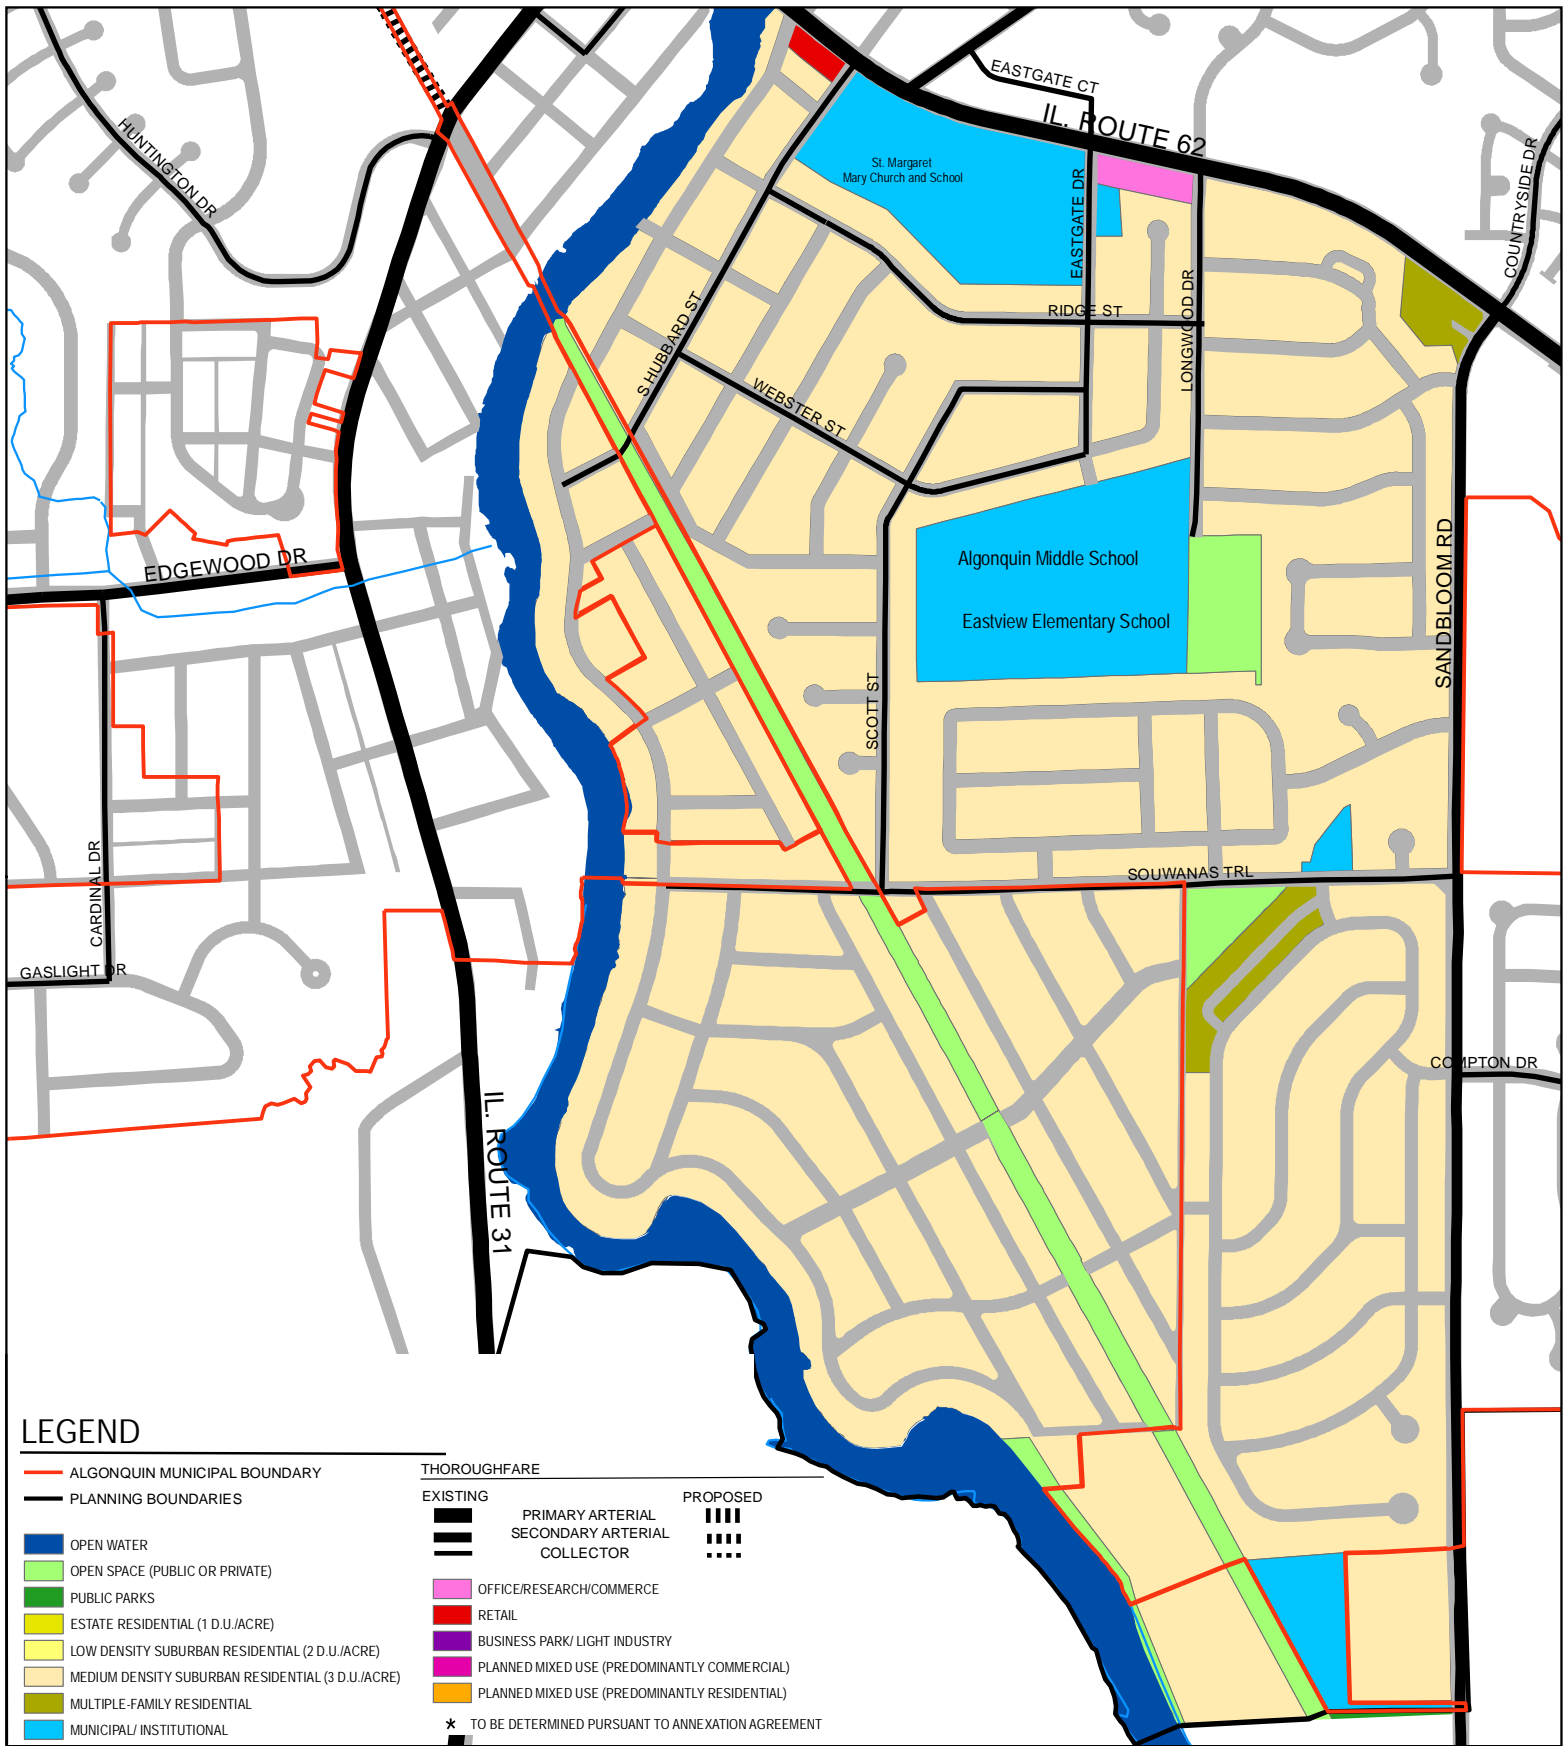 EASTGATE CT
IL. ROUTE 62
HUNTINGTON DR
St. Margaret
Mary Church and School
EASTGATE DR
COUNTRYSIDE DR
LONGWOOD DR
RIDGE ST
S HUBBARD ST
WEBSTER ST
EDGEWOOD DR
Algonquin Middle School
Eastview Elementary School
SANDBLOOM RD
SCOTT ST
CARDINAL DR
SOUWANAS TRL
GASLIGHT DR
COMPTON DR
IL. ROUTE 31
LEGEND
ALGONQUIN MUNICIPAL BOUNDARY
PLANNING BOUNDARIES
OPEN WATER
OPEN SPACE (PUBLIC OR PRIVATE)
PUBLIC PARKS
ESTATE RESIDENTIAL (1 D.U./ACRE)
LOW DENSITY SUBURBAN RESIDENTIAL (2 D.U./ACRE)
MEDIUM DENSITY SUBURBAN RESIDENTIAL (3 D.U./ACRE)
MULTIPLE-FAMILY RESIDENTIAL
MUNICIPAL/ INSTITUTIONAL
THOROUGHFARE
EXISTING PROPOSED
PRIMARY ARTERIAL
SECONDARY ARTERIAL
COLLECTOR
OFFICE/RESEARCH/COMMERCE
RETAIL
BUSINESS PARK/ LIGHT INDUSTRY
PLANNED MIXED USE (PREDOMINANTLY COMMERCIAL)
PLANNED MIXED USE (PREDOMINANTLY RESIDENTIAL)
* TO BE DETERMINED PURSUANT TO ANNEXATION AGREEMENT